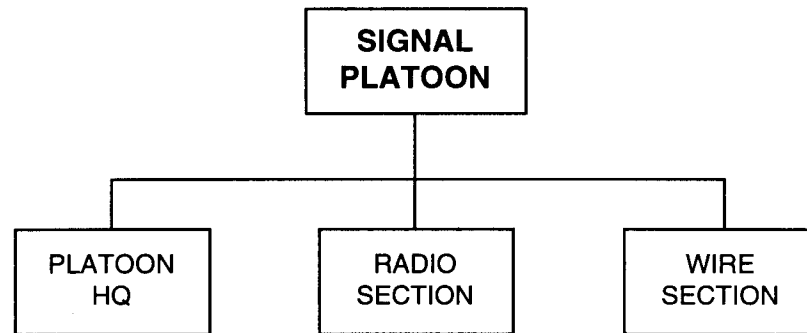 SIGNAL
PLATOON
PLATOON
HQ
RADIO
SECTION
WIRE
SECTION